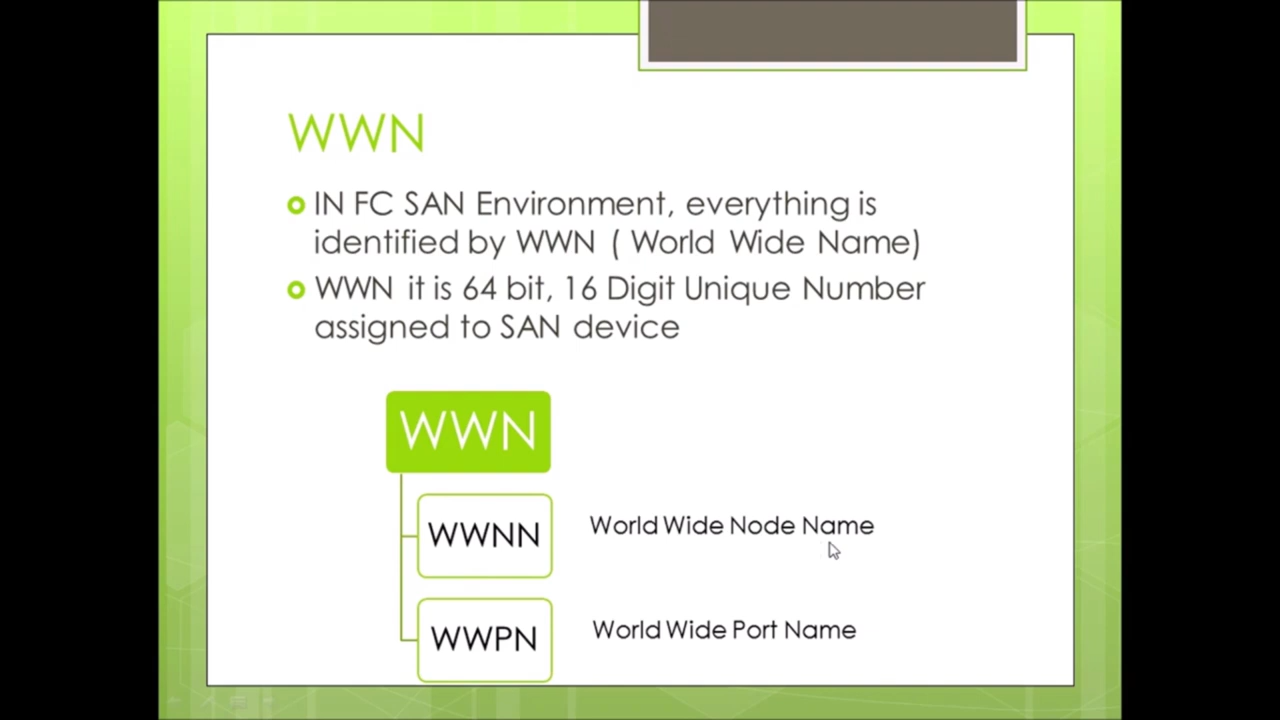 WWN
IN FC SAN Environment, everything is
identified by WWN ( World Wide Name)
WWN it is 64 bit, 16 Digit Unique Number
assigned to SAN device
WWN
WWNN
World Wide Node Name
WWPN
World Wide Port Name